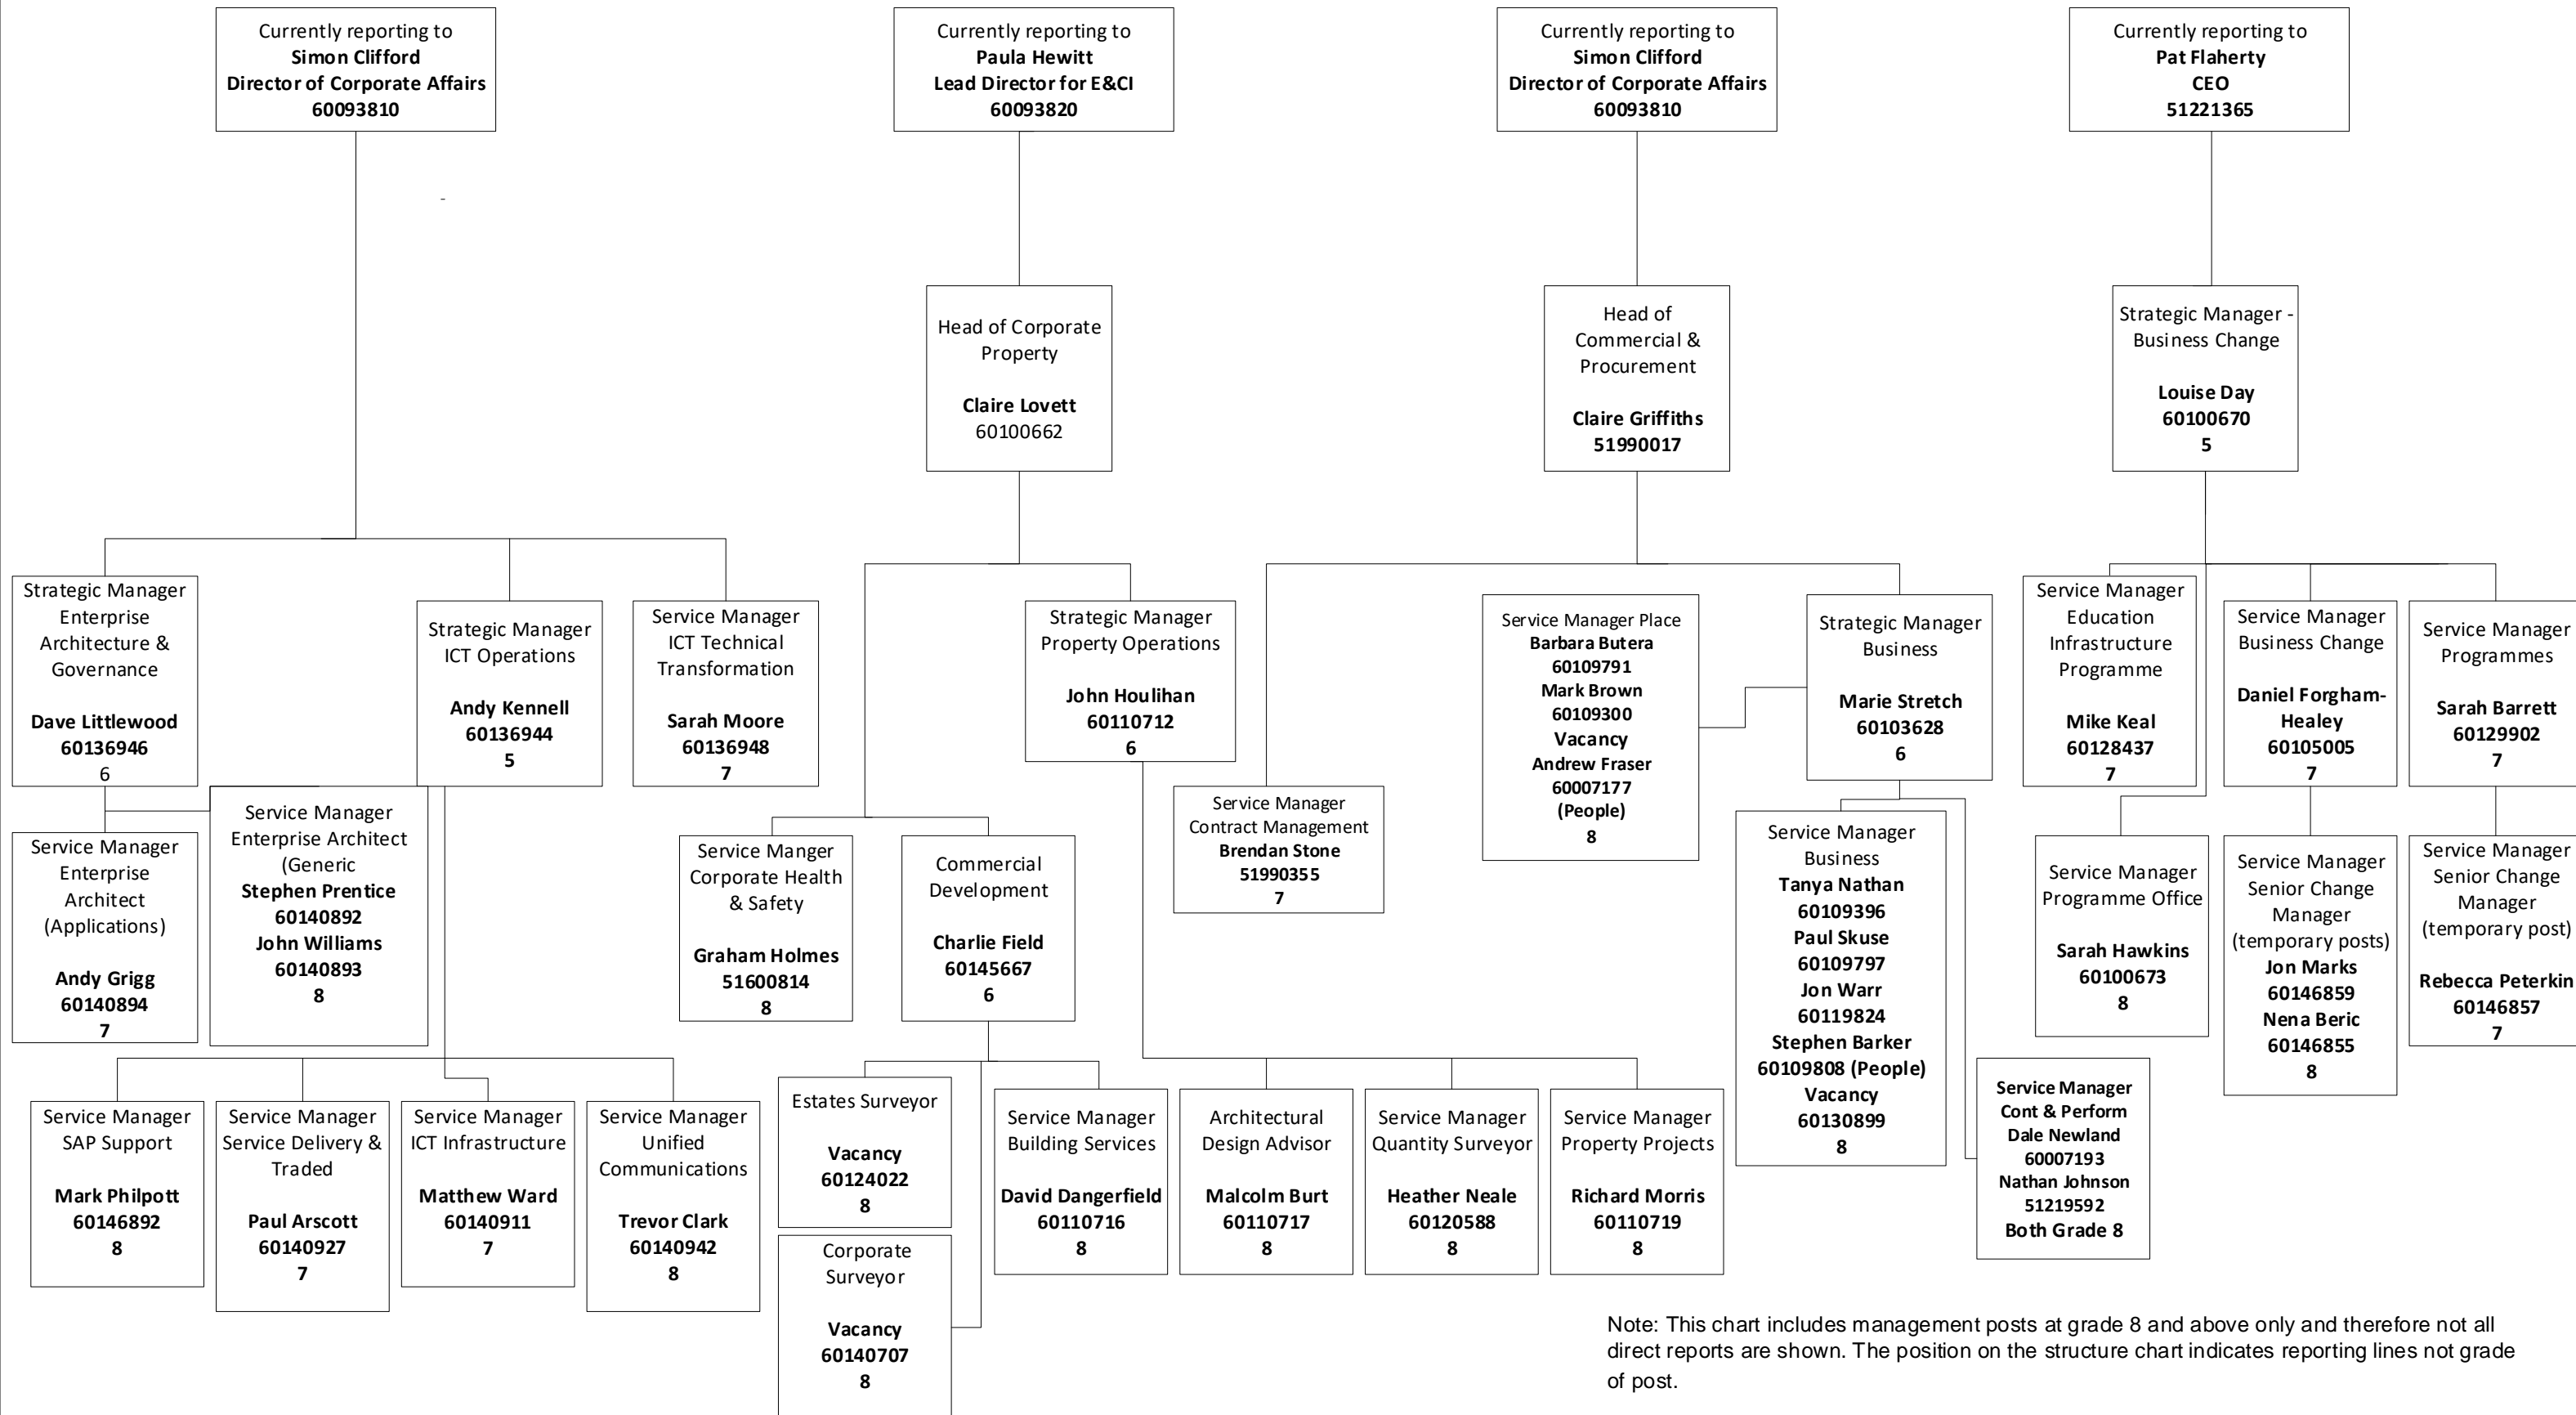 Currently reporting to
Simon Clifford
Director of Corporate Affairs
60093810
Currently reporting to
Paula Hewitt
Lead Director for E&CI
60093820
Currently reporting to
Simon Clifford
Director of Corporate Affairs
60093810
Currently reporting to
Pat Flaherty
CEO
51221365
-
Head of Corporate
Property
Claire Lovett
60100662
Head of
Commercial &
Procurement
Claire Griffiths
51990017
Strategic Manager -
Business Change
Louise Day
60100670
5
Strategic Manager
Enterprise
Architecture &
Governance
Dave Littlewood
60136946
6
Strategic Manager
ICT Operations
Andy Kennell
60136944
5
Service Manager
ICT Technical
Transformation
Sarah Moore
60136948
7
Strategic Manager
Property Operations
John Houlihan
60110712
6
Service Manager Place
Barbara Butera
60109791
Mark Brown
60109300
Vacancy
Andrew Fraser
60007177
(People)
8
Strategic Manager
Business
Marie Stretch
60103628
6
Service Manager
Education
Infrastructure
Programme
Mike Keal
60128437
7
Service Manager
Business Change
Daniel Forgham-
Healey
60105005
7
Service Manager
Programmes
Sarah Barrett
60129902
7
Service Manager
Enterprise
Architect
(Applications)
Andy Grigg
60140894
7
Service Manager
Enterprise Architect
(Generic
Stephen Prentice
60140892
John Williams
60140893
8
Service Manger
Corporate Health
& Safety
Graham Holmes
51600814
8
Commercial
Development
Charlie Field
60145667
6
Service Manager
Contract Management
Brendan Stone
51990355
7
Service Manager
Business
Tanya Nathan
60109396
Paul Skuse
60109797
Jon Warr
60119824
Stephen Barker
60109808 (People)
Vacancy
60130899
8
Service Manager
Programme Office
Sarah Hawkins
60100673
8
Service Manager
Senior Change
Manager
(temporary posts)
Jon Marks
60146859
Nena Beric
60146855
8
Service Manager
Senior Change
Manager
(temporary post)
Rebecca Peterkin
60146857
7
Service Manager
SAP Support
Mark Philpott
60146892
8
Service Manager
Service Delivery &
Traded
Paul Arscott
60140927
7
Service Manager
ICT Infrastructure
Matthew Ward
60140911
7
Service Manager
Unified
Communications
Trevor Clark
60140942
8
Estates Surveyor
Vacancy
60124022
8
Corporate
Surveyor
Vacancy
60140707
8
Service Manager
Building Services
David Dangerfield
60110716
8
Architectural
Design Advisor
Malcolm Burt
60110717
8
Service Manager
Quantity Surveyor
Heather Neale
60120588
8
Service Manager
Property Projects
Richard Morris
60110719
8
Service Manager
Cont & Perform
Dale Newland
60007193
Nathan Johnson
51219592
Both Grade 8
Note: This chart includes management posts at grade 8 and above only and therefore not all
direct reports are shown. The position on the structure chart indicates reporting lines not grade
of post.